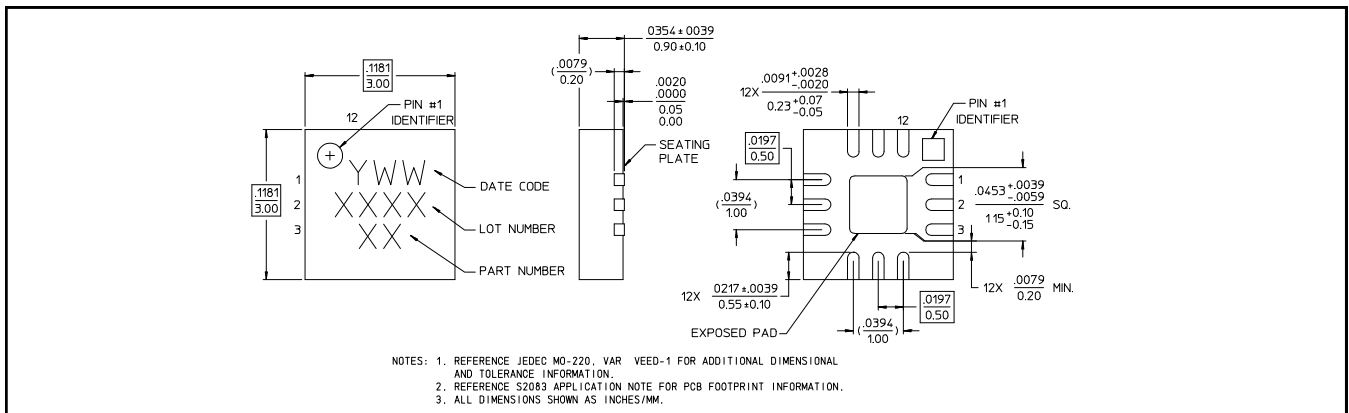 .1181
3.00
12
PIN #1
IDENTIFIER
.1181
3.00
1
2
3
YWW
XXXX
XX
DATE CODE
LOT NUMBER
PART NUMBER
.0354 ± .0039
0.90 ± 0.10
(.0079
0.20)
.0020
.0000
0.05
0.00
SEATING
PLATE
12X .0091 +.0028 -.0020
0.23 +0.07 -0.05
12
PIN #1
IDENTIFIER
.0197
0.50
(.0394
1.00)
1
2
3
.0453 +.0039 -.0059 SQ.
1.15 +0.10 -0.15
12X .0217 ± .0039
0.55 ± 0.10
12X .0079 MIN.
0.20
.0197
0.50
(.0394
1.00)
EXPOSED PAD
NOTES: 1. REFERENCE JEDEC MO-220, VAR VEED-1 FOR ADDITIONAL DIMENSIONAL
AND TOLERANCE INFORMATION.
2. REFERENCE S2083 APPLICATION NOTE FOR PCB FOOTPRINT INFORMATION.
3. ALL DIMENSIONS SHOWN AS INCHES/MM.